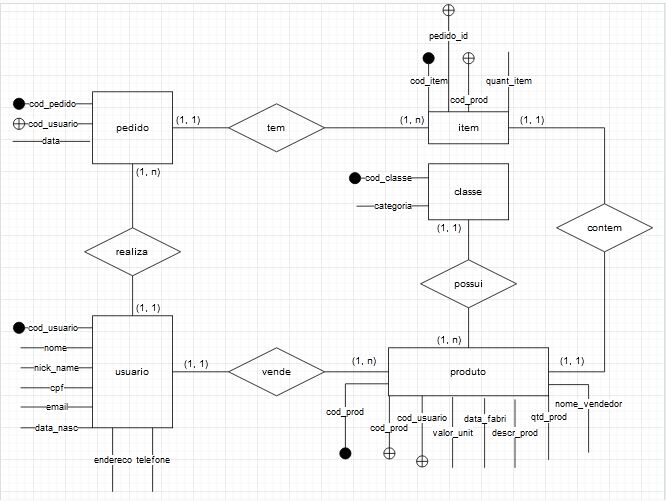 pedido_id
cod_item
quant_item
cod_prod
cod_pedido
cod_usuario
data
pedido
(1, 1)
tem
(1, n)
item
(1, 1)
(1, n)
cod_classe
categoria
classe
(1, 1)
contem
realiza
possui
(1, 1)
(1, n)
cod_usuario
nome
nick_name
cpf
email
data_nasc
usuario
(1, 1)
vende
(1, n)
produto
(1, 1)
endereco
telefone
cod_prod
cod_prod
cod_usuario
valor_unit
data_fabri
descr_prod
qtd_prod
nome_vendedor